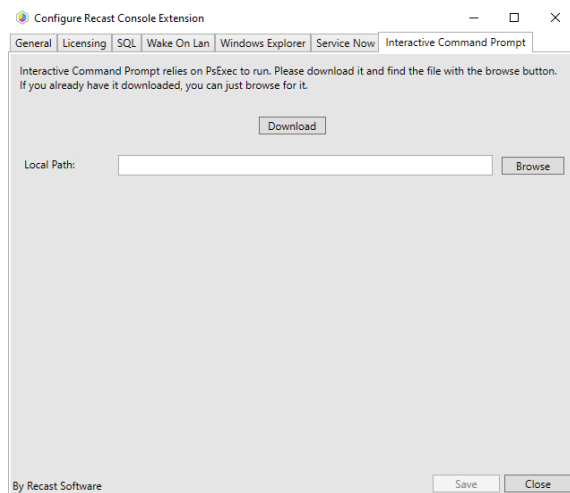 Configure Recast Console Extension
General Licensing SQL Wake On Lan Windows Explorer Service Now Interactive Command Prompt
Interactive Command Prompt relies on PsExec to run. Please download it and find the file with the browse button.
If you already have it downloaded, you can just browse for it.
Download
Local Path: Browse
By Recast Software Save Close